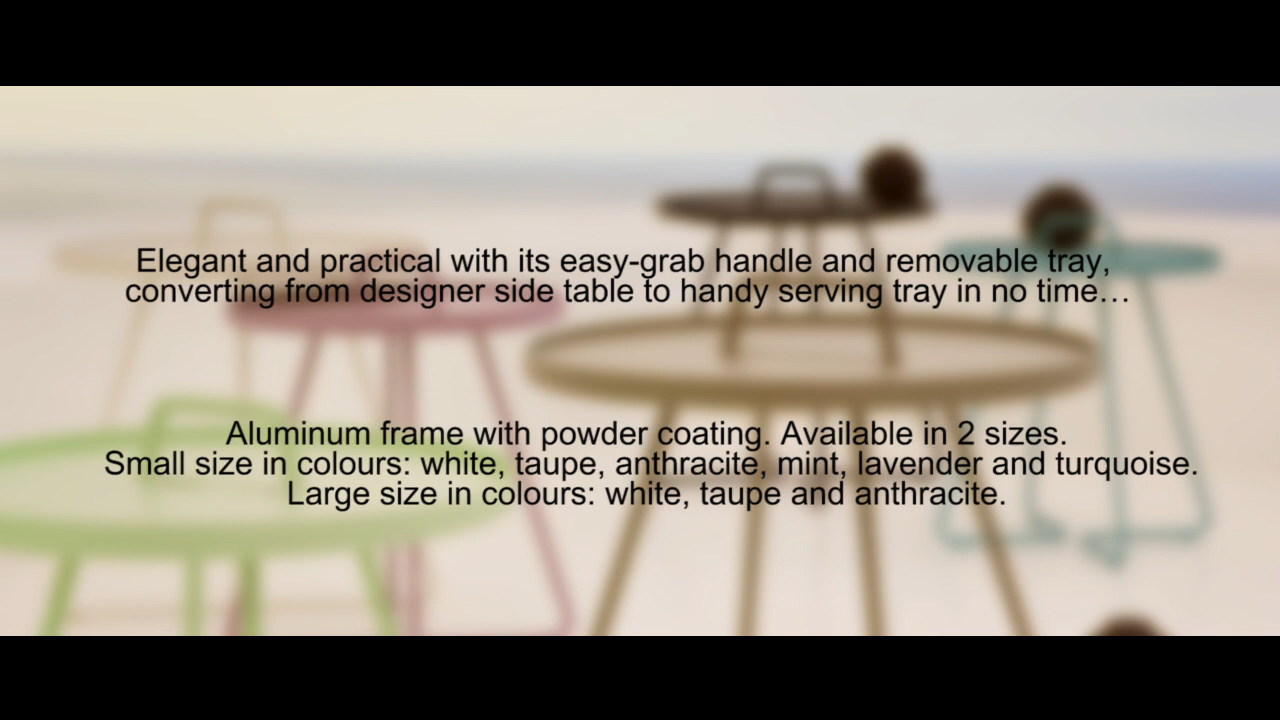 Elegant and practical with its easy-grab handle and removable tray,
converting from designer side table to handy serving tray in no time…
Aluminum frame with powder coating. Available in 2 sizes.
Small size in colours: white, taupe, anthracite, mint, lavender and turquoise.
Large size in colours: white, taupe and anthracite.